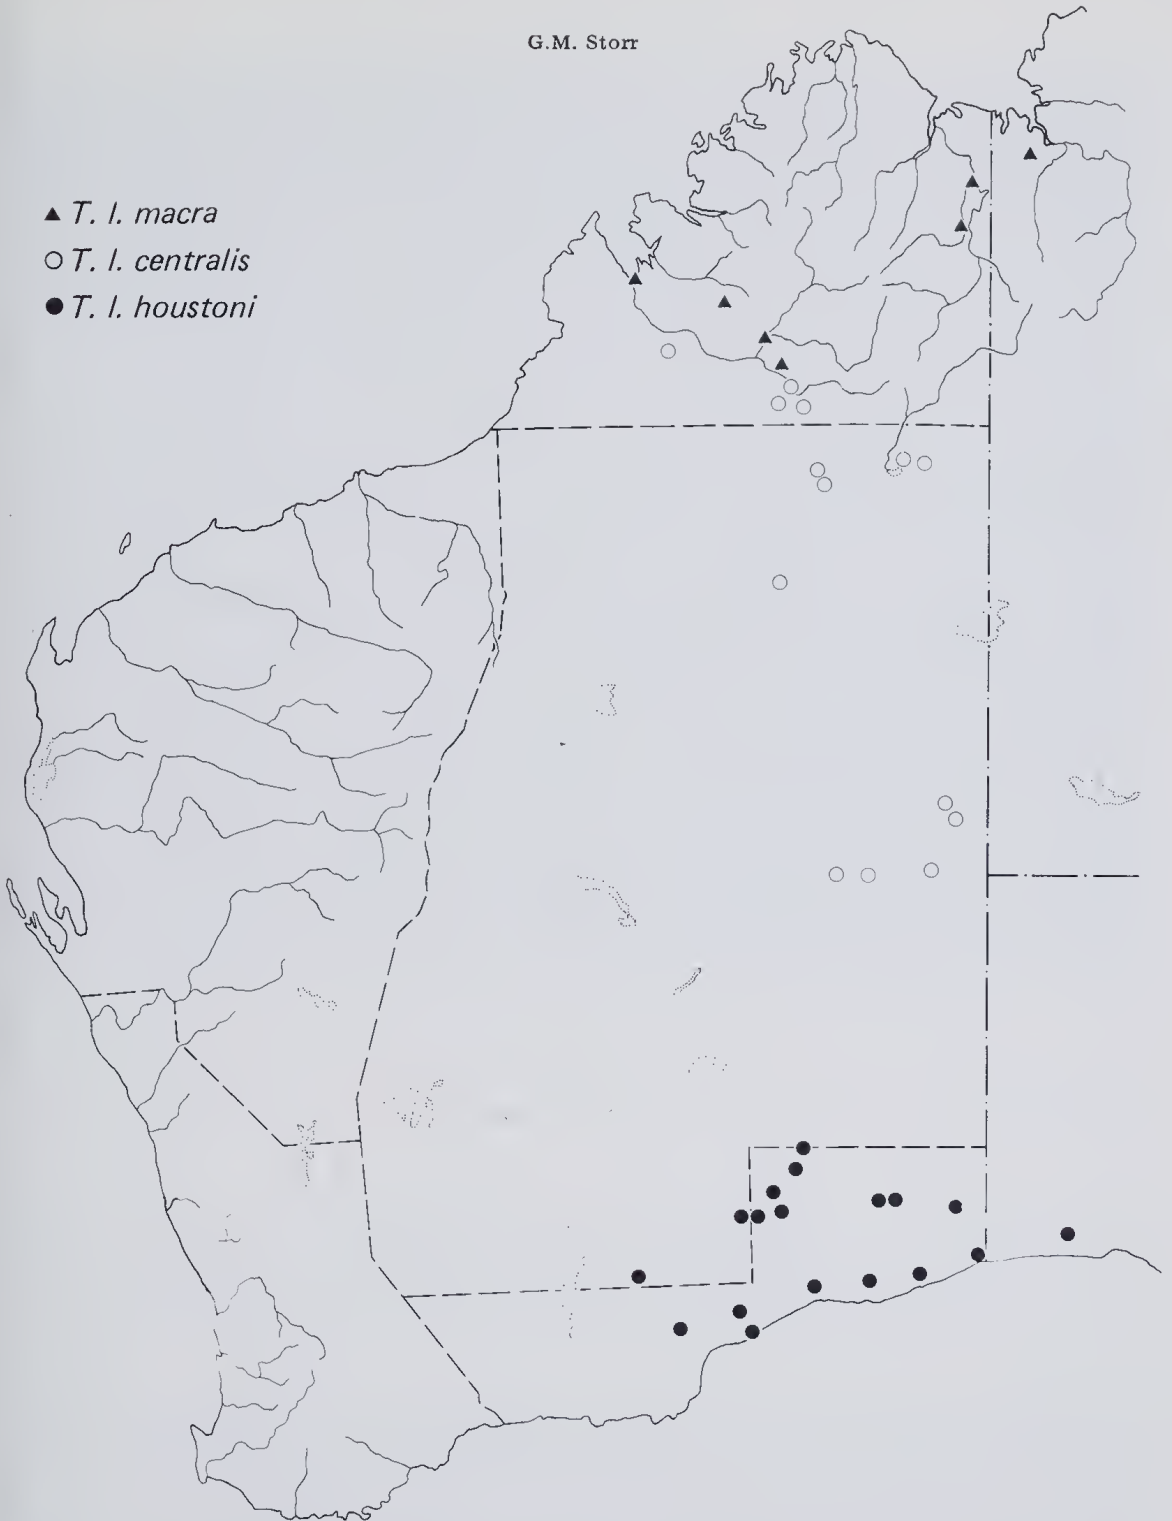 G.M. Storr
▲ T. l. macra
○ T. l. centralis
● T. l. houstoni